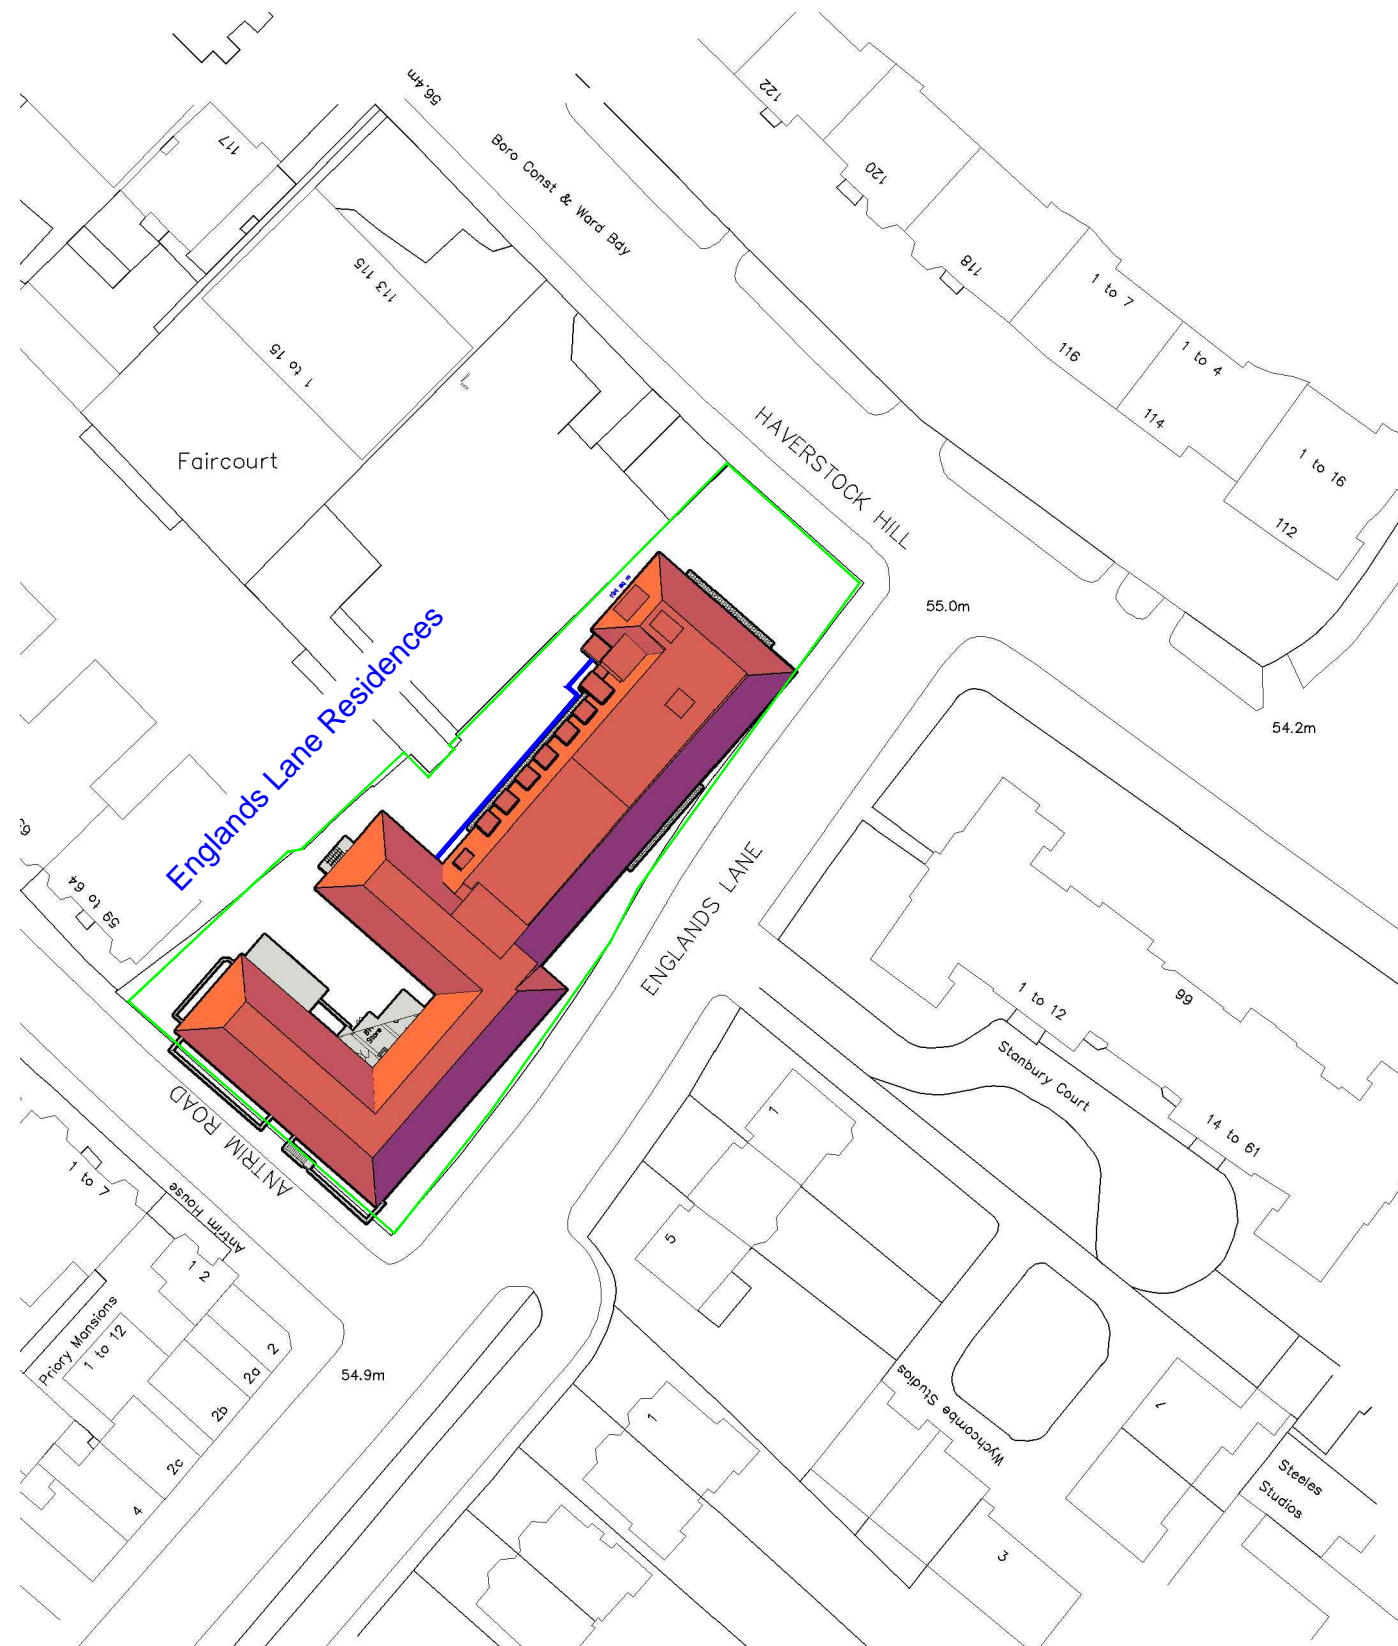 56.4m
Boro Const & Ward Bdy
122
120
118
117
113 115
1 to 15
Faircourt
1 to 7
116
1 to 4
114
1 to 16
112
HAVERSTOCK HILL
55.0m
54.2m
Englands Lane Residences
ENGLANDS LANE
59 to 64
Store
ANTRIM ROAD
1 to 12
99
Stanbury Court
14 to 61
1
5
1 to 7
Antrim House
1 2
Priory Mansions
1 to 12
2
2a
2b
2c
4
54.9m
1
Wychcombe Studios
7
3
Steeles
Studios